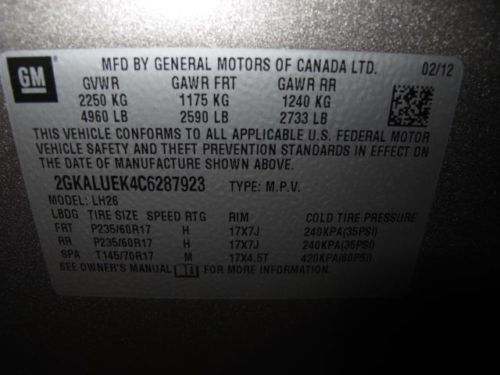 GM
MFD BY GENERAL MOTORS OF CANADA LTD. 02/12
GVWR GAWR FRT GAWR RR
2250 KG 1175 KG 1240 KG
4960 LB 2590 LB 2733 LB
THIS VEHICLE CONFORMS TO ALL APPLICABLE U.S. FEDERAL MOTOR
VEHICLE SAFETY AND THEFT PREVENTION STANDARDS IN EFFECT ON
THE DATE OF MANUFACTURE SHOWN ABOVE.
2GKALUEK4C6287923 TYPE: M.P.V.
MODEL: LH26
LBDG TIRE SIZE SPEED RTG RIM COLD TIRE PRESSURE
FRT P235/60R17 H 17X7J 240KPA(35PSI)
RR P235/60R17 H 17X7J 240KPA(35PSI)
SPA T145/70R17 M 17X4.5T 420KPA(60PSI)
SEE OWNER'S MANUAL FOR MORE INFORMATION.